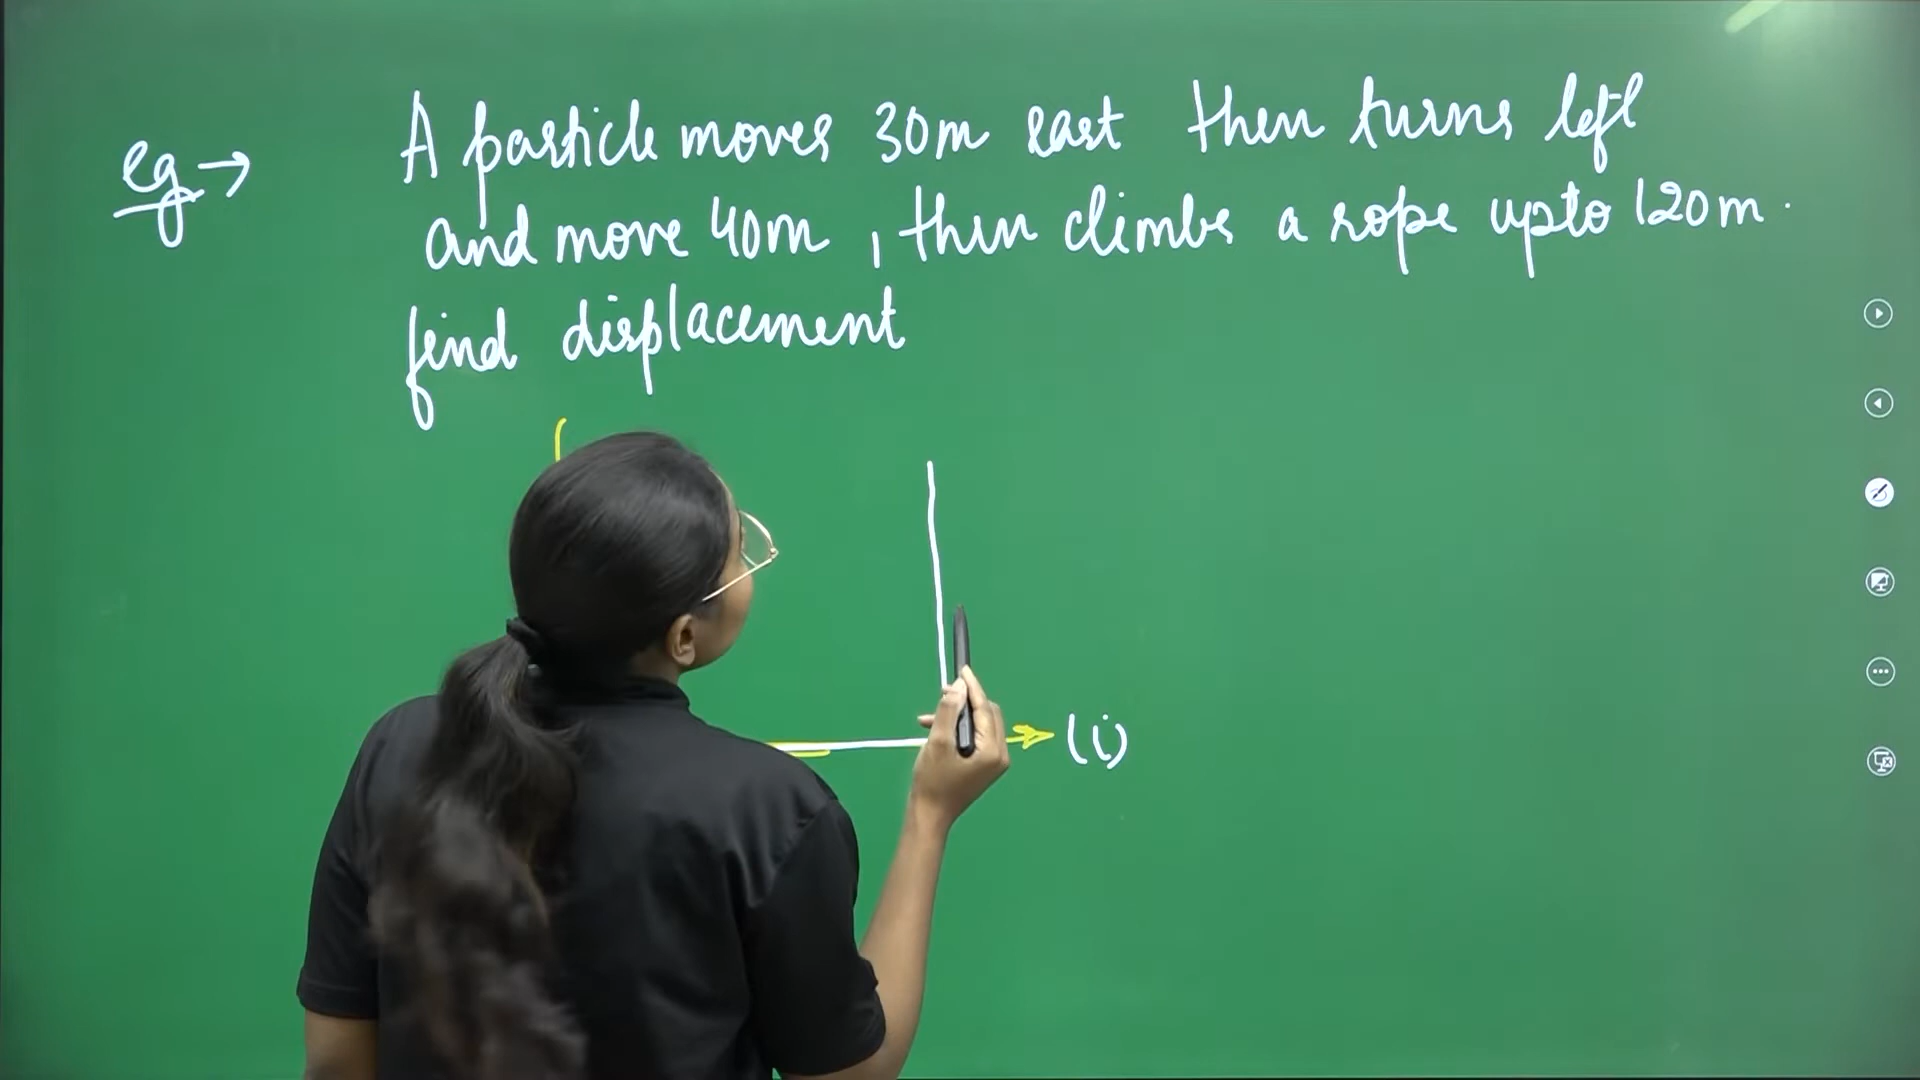 eg → A particle moves 30m east then turns left
and move 40m, then climbs a rope upto 120m.
find displacement
(i)